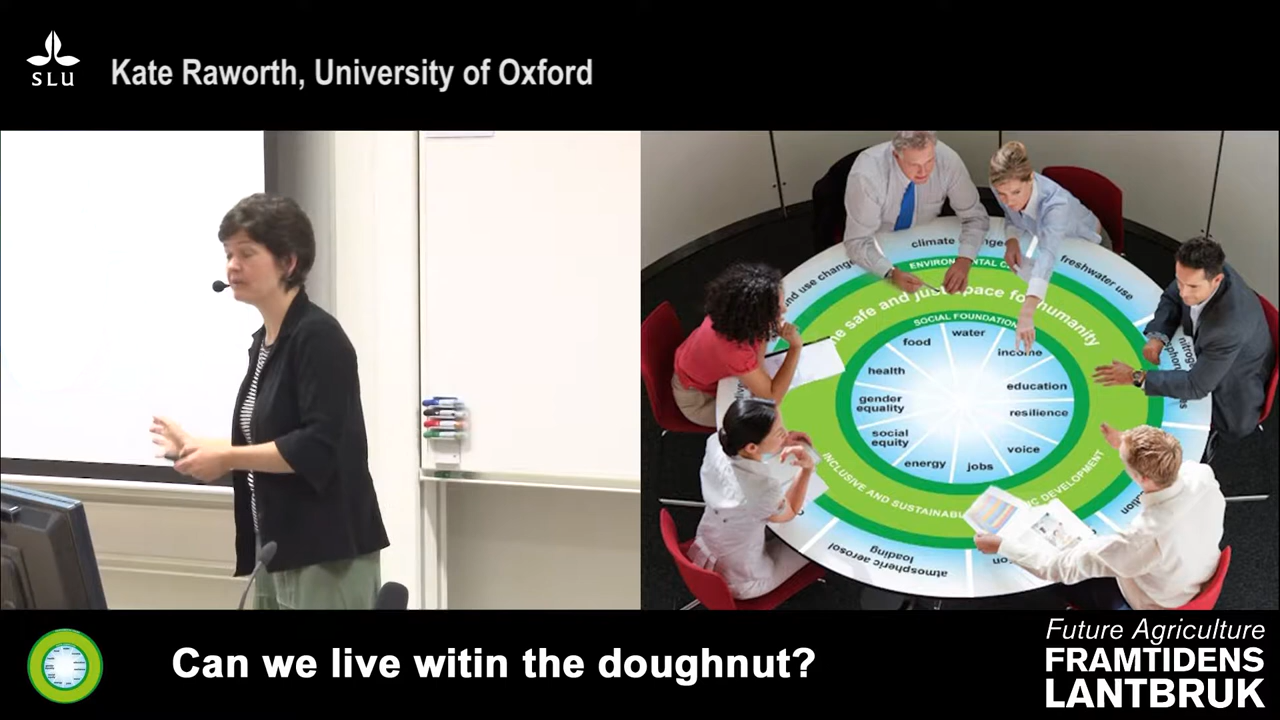 SLU
Kate Raworth, University of Oxford
climate
land use change
freshwater use
ENVIRONMENTAL
safe and just space for humanity
SOCIAL FOUNDATION
water
food
income
health
education
gender
equality
resilience
social
equity
voice
energy
jobs
INCLUSIVE AND
DEVELOPMENT
atmospheric aerosol
loading
Can we live witin the doughnut?
Future Agriculture
FRAMTIDENS
LANTBRUK